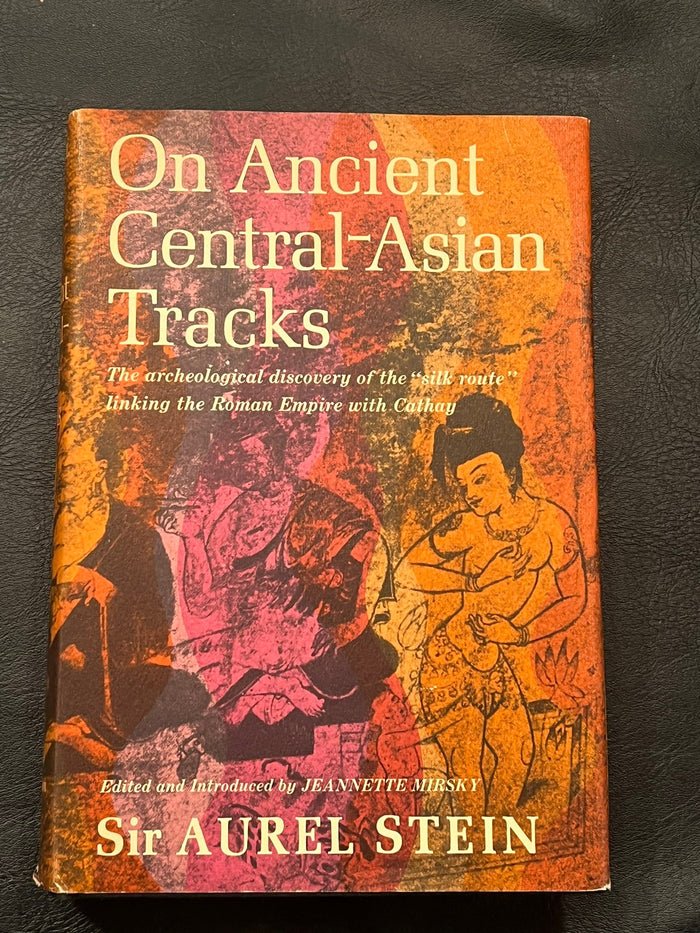 On Ancient
Central-Asian
Tracks
The archeological discovery of the "silk route"
linking the Roman Empire with Cathay
Edited and Introduced by JEANNETTE MIRSKY
Sir AUREL STEIN